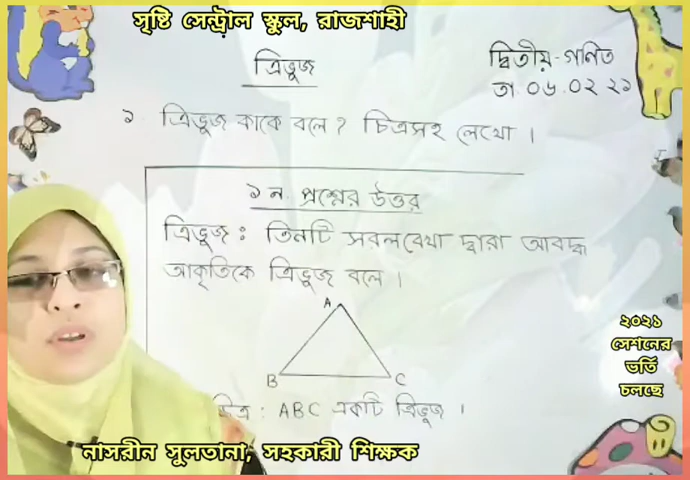 সৃষ্টি সেন্ট্রাল স্কুল, রাজশাহী
ত্রিভুজ
দ্বিতীয়-গনিত
তা. ০৬.০২ ২১
১. ত্রিভুজ কাকে বলে? চিত্রসহ লেখো।
১ ন. প্রশ্নের উত্তর
ত্রিভুজ: তিনটি সরলরেখা দ্বারা আবদ্ধ
আকৃতিকে ত্রিভুজ বলে।
A
B C
: ABC একটি ত্রিভুজ।
২০২১
সেশনের
ভর্তি
চলছে
নাসরীন সুলতানা, সহকারী শিক্ষক